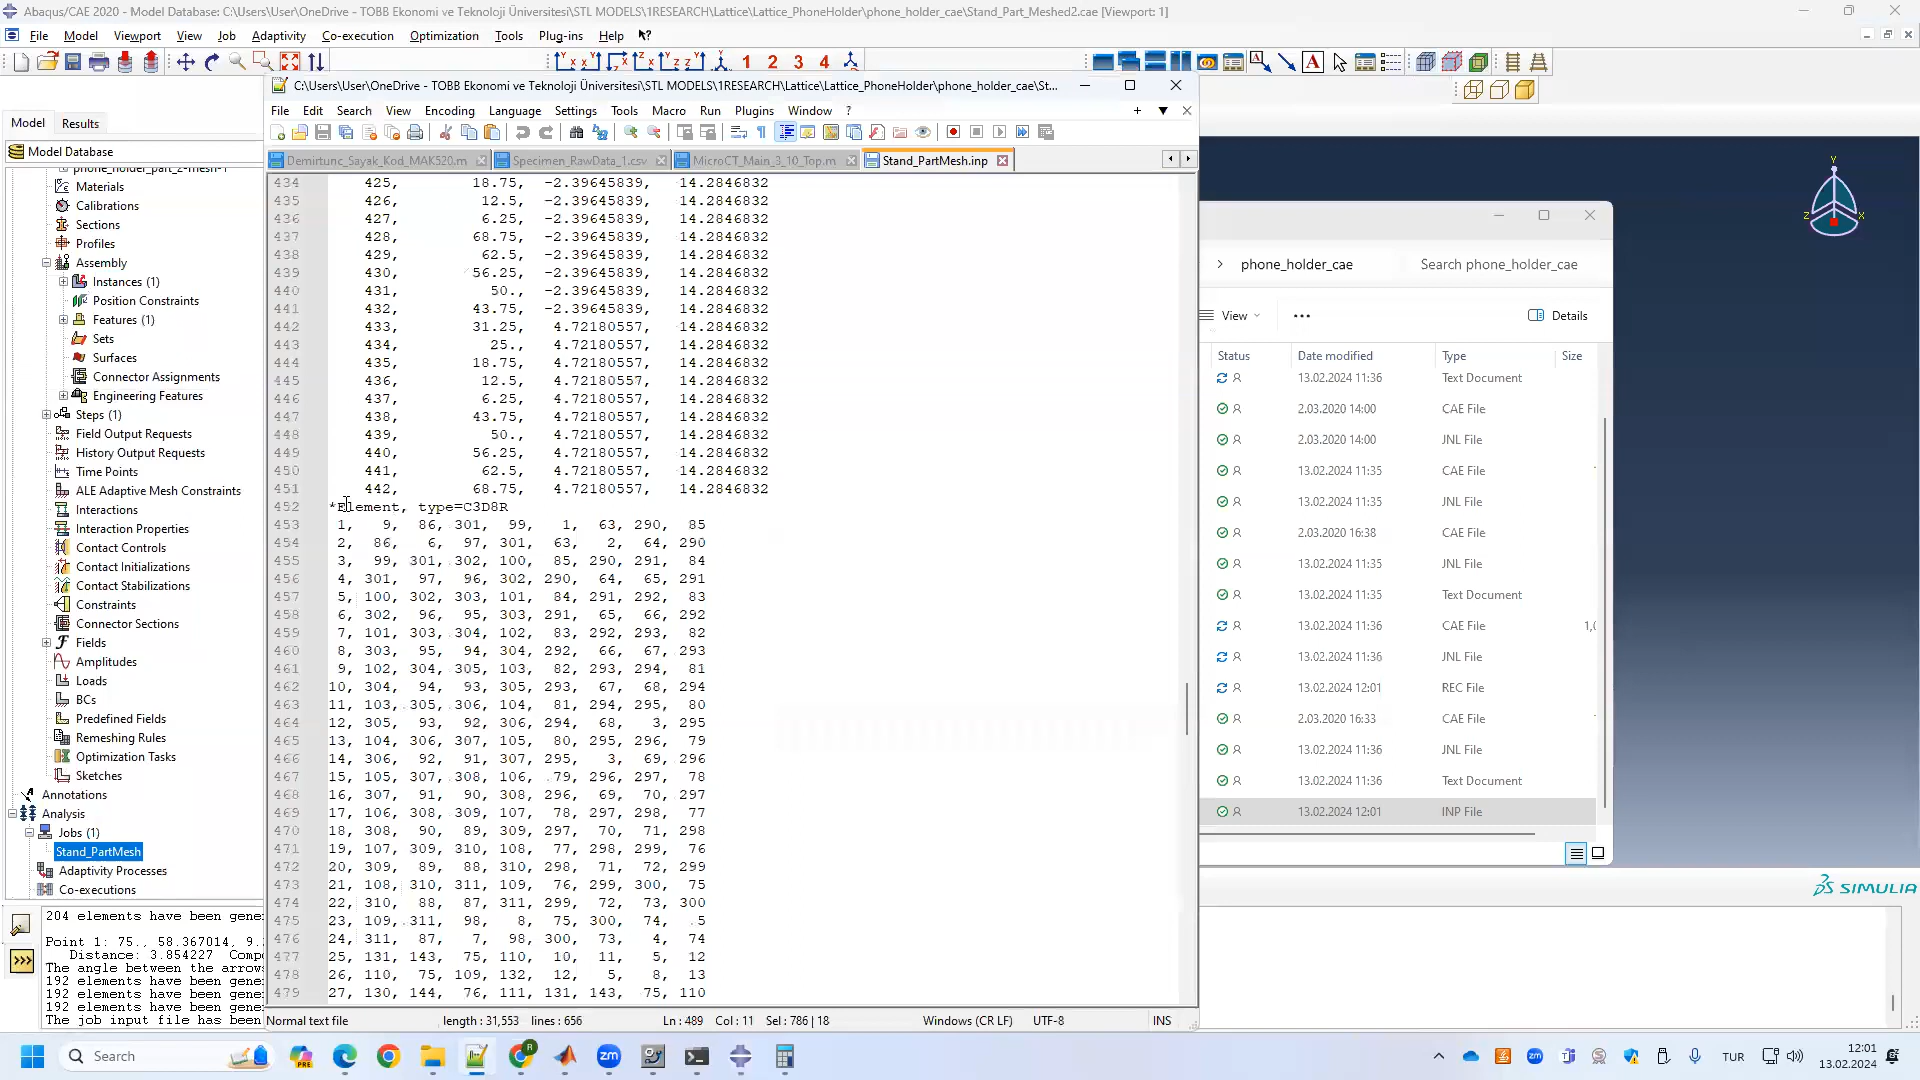 Abaqus/CAE 2020 - Model Database: C:\Users\User\OneDrive - TOBB Ekonomi ve Teknoloji Üniversitesi\STL MODELS\1RESEARCH\Lattice\Lattice_PhoneHolder\phone_holder_cae\Stand_Part_Meshed2.cae [Viewport: 1]
File Model Viewport View Job Adaptivity Co-execution Optimization Tools Plug-ins Help
1 2 3 4
C:\Users\User\OneDrive - TOBB Ekonomi ve Teknoloji Üniversitesi\STL MODELS\1RESEARCH\Lattice\Lattice_PhoneHolder\phone_holder_cae\St...
File Edit Search View Encoding Language Settings Tools Macro Run Plugins Window ?
Demirtunc_Sayak_Kod_MAK520.m Specimen_RawData_1.csv MicroCT_Main_3_10_Top.m Stand_PartMesh.inp
434 425, 18.75, -2.39645839, 14.2846832
435 426, 12.5, -2.39645839, 14.2846832
436 427, 6.25, -2.39645839, 14.2846832
437 428, 68.75, -2.39645839, 14.2846832
438 429, 62.5, -2.39645839, 14.2846832
439 430, 56.25, -2.39645839, 14.2846832
440 431, 50., -2.39645839, 14.2846832
441 432, 43.75, -2.39645839, 14.2846832
442 433, 31.25, 4.72180557, 14.2846832
443 434, 25., 4.72180557, 14.2846832
444 435, 18.75, 4.72180557, 14.2846832
445 436, 12.5, 4.72180557, 14.2846832
446 437, 6.25, 4.72180557, 14.2846832
447 438, 43.75, 4.72180557, 14.2846832
448 439, 50., 4.72180557, 14.2846832
449 440, 56.25, 4.72180557, 14.2846832
450 441, 62.5, 4.72180557, 14.2846832
451 442, 68.75, 4.72180557, 14.2846832
452 *Element, type=C3D8R
453 1, 9, 86, 301, 99, 1, 63, 290, 85
454 2, 86, 6, 97, 301, 63, 2, 64, 290
455 3, 99, 301, 302, 100, 85, 290, 291, 84
456 4, 301, 97, 96, 302, 290, 64, 65, 291
457 5, 100, 302, 303, 101, 84, 291, 292, 83
458 6, 302, 96, 95, 303, 291, 65, 66, 292
459 7, 101, 303, 304, 102, 83, 292, 293, 82
460 8, 303, 95, 94, 304, 292, 66, 67, 293
461 9, 102, 304, 305, 103, 82, 293, 294, 81
462 10, 304, 94, 93, 305, 293, 67, 68, 294
463 11, 103, 305, 306, 104, 81, 294, 295, 80
464 12, 305, 93, 92, 306, 294, 68, 3, 295
465 13, 104, 306, 307, 105, 80, 295, 296, 79
466 14, 306, 92, 91, 307, 295, 3, 69, 296
467 15, 105, 307, 308, 106, 79, 296, 297, 78
468 16, 307, 91, 90, 308, 296, 69, 70, 297
469 17, 106, 308, 309, 107, 78, 297, 298, 77
470 18, 308, 90, 89, 309, 297, 70, 71, 298
471 19, 107, 309, 310, 108, 77, 298, 299, 76
472 20, 309, 89, 88, 310, 298, 71, 72, 299
473 21, 108, 310, 311, 109, 76, 299, 300, 75
474 22, 310, 88, 87, 311, 299, 72, 73, 300
475 23, 109, 311, 98, 8, 75, 300, 74, 5
476 24, 311, 87, 7, 98, 300, 73, 4, 74
477 25, 131, 143, 75, 110, 10, 11, 5, 12
478 26, 110, 75, 109, 132, 12, 5, 8, 13
479 27, 130, 144, 76, 111, 131, 143, 75, 110
Normal text file length : 31,553 lines : 656 Ln : 489 Col : 11 Sel : 786 | 18 Windows (CR LF) UTF-8 INS
Model Results
Model Database
phone_holder_part_2-mesh-1
Materials
Calibrations
Sections
Profiles
Assembly
Instances (1)
Position Constraints
Features (1)
Sets
Surfaces
Connector Assignments
Engineering Features
Steps (1)
Field Output Requests
History Output Requests
Time Points
ALE Adaptive Mesh Constraints
Interactions
Interaction Properties
Contact Controls
Contact Initializations
Contact Stabilizations
Constraints
Connector Sections
Fields
Amplitudes
Loads
BCs
Predefined Fields
Remeshing Rules
Optimization Tasks
Sketches
Annotations
Analysis
Jobs (1)
Stand_PartMesh
Adaptivity Processes
Co-executions
204 elements have been gene
Point 1: 75., 58.367014, 9.
Distance: 3.854227 Comp
The angle between the arrows
192 elements have been gene
192 elements have been gene
192 elements have been gene
The job input file has been
Y
Z X
phone_holder_cae Search phone_holder_cae
View Details
Status Date modified Type Size
13.02.2024 11:36 Text Document
2.03.2020 14:00 CAE File
2.03.2020 14:00 JNL File
13.02.2024 11:35 CAE File
13.02.2024 11:35 JNL File
2.03.2020 16:38 CAE File
13.02.2024 11:35 JNL File
13.02.2024 11:35 Text Document
13.02.2024 11:36 CAE File 1,0
13.02.2024 11:36 JNL File
13.02.2024 12:01 REC File
2.03.2020 16:33 CAE File
13.02.2024 11:36 JNL File
13.02.2024 11:36 Text Document
13.02.2024 12:01 INP File
SIMULIA
Search
PRE
R
zm
zm
TUR
12:01
13.02.2024